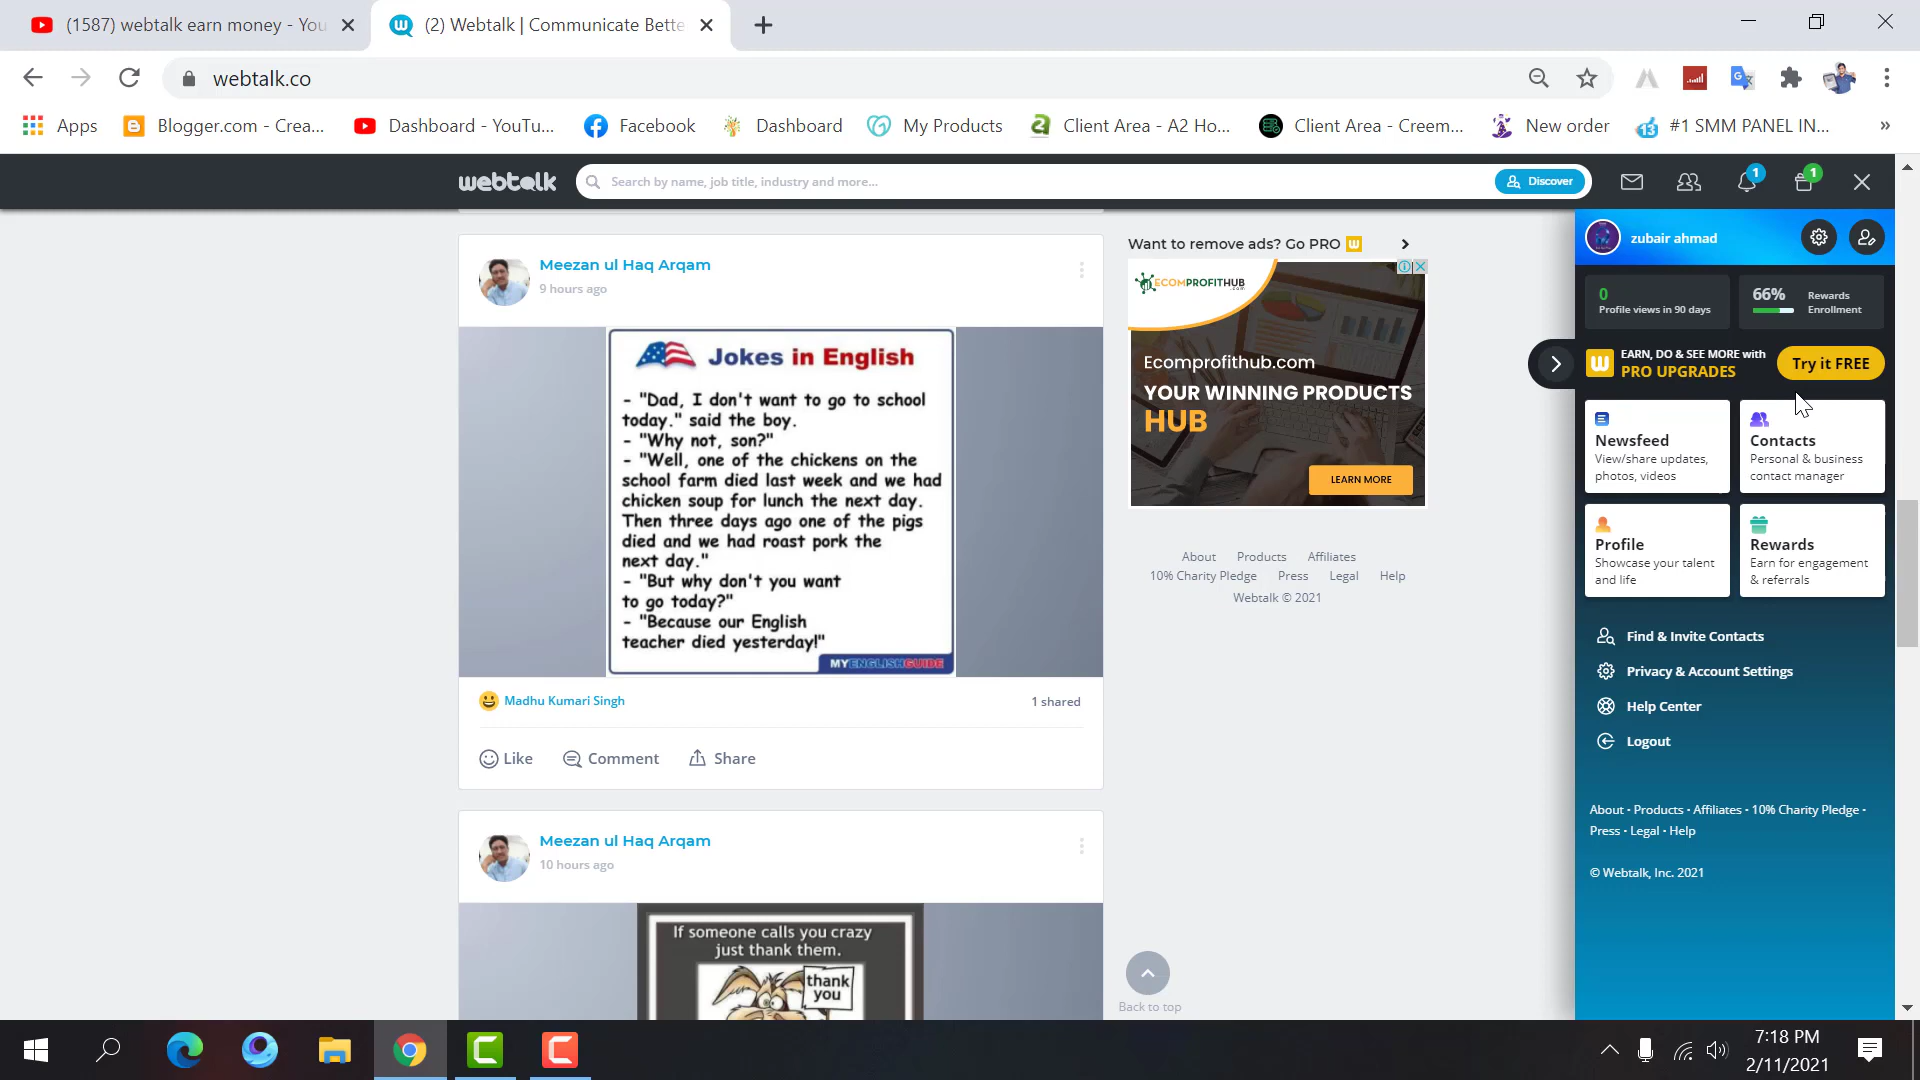 (1587) webtalk earn money - You
(2) Webtalk | Communicate Bette
webtalk.co
Apps
Blogger.com - Crea...
Dashboard - YouTu...
Facebook
Dashboard
My Products
Client Area - A2 Ho...
Client Area - Creem...
New order
#1 SMM PANEL IN...
»
webtalk
Search by name, job title, industry and more...
Discover
1
1
Meezan ul Haq Arqam
9 hours ago
Jokes in English
- "Dad, I don't want to go to school
today." said the boy.
- "Why not, son?"
- "Well, one of the chickens on the
school farm died last week and we had
chicken soup for lunch the next day.
Then three days ago one of the pigs
died and we had roast pork the
next day."
- "But why don't you want
to go today?"
- "Because our English
teacher died yesterday!"
MYENGLISHGUIDE
Madhu Kumari Singh
1 shared
Like
Comment
Share
Meezan ul Haq Arqam
10 hours ago
If someone calls you crazy
just thank them.
thank
you
Want to remove ads? Go PRO
ECOMPROFITHUB
.com
Ecomprofithub.com
YOUR WINNING PRODUCTS
HUB
LEARN MORE
About Products Affiliates
10% Charity Pledge Press Legal Help
Webtalk © 2021
Back to top
zubair ahmad
0
Profile views in 90 days
66%
Rewards
Enrollment
EARN, DO & SEE MORE with
PRO UPGRADES
Try it FREE
Newsfeed
View/share updates,
photos, videos
Contacts
Personal & business
contact manager
Profile
Showcase your talent
and life
Rewards
Earn for engagement
& referrals
Find & Invite Contacts
Privacy & Account Settings
Help Center
Logout
About • Products • Affiliates • 10% Charity Pledge •
Press • Legal • Help
© Webtalk, Inc. 2021
7:18 PM
2/11/2021